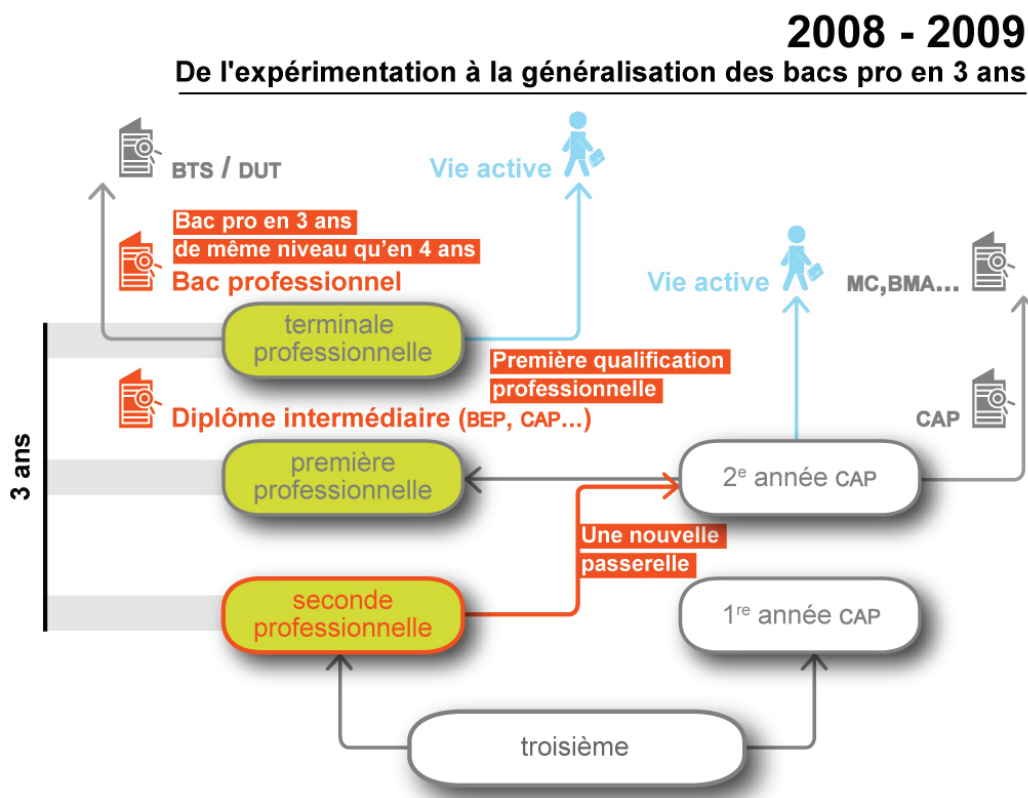 2008 - 2009
De l'expérimentation à la généralisation des bacs pro en 3 ans
BTS / DUT
Vie active
Bac pro en 3 ans
de même niveau qu'en 4 ans
Bac professionnel
Vie active
MC,BMA...
terminale
professionnelle
Première qualification
professionnelle
Diplôme intermédiaire (BEP, CAP...)
CAP
3 ans
première
professionnelle
2e année CAP
Une nouvelle
passerelle
seconde
professionnelle
1re année CAP
troisième